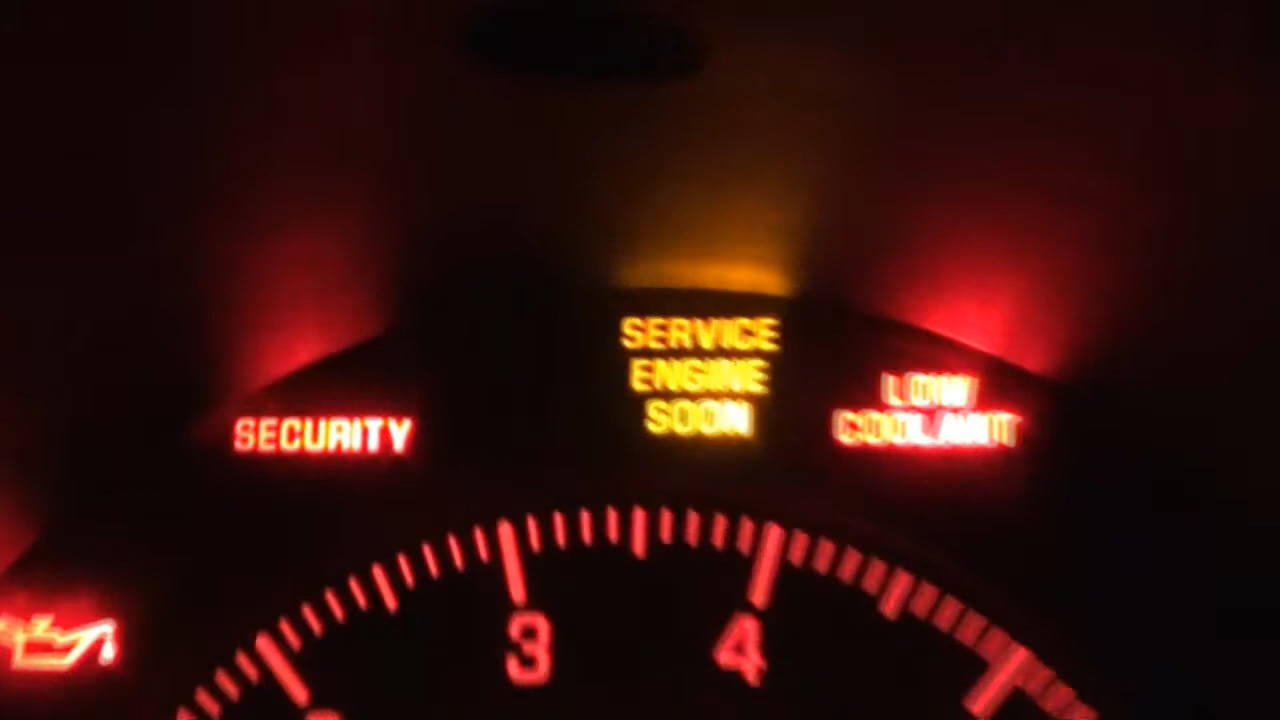 SECURITY
SERVICE
ENGINE
SOON
LOW
COOLANT
3
4